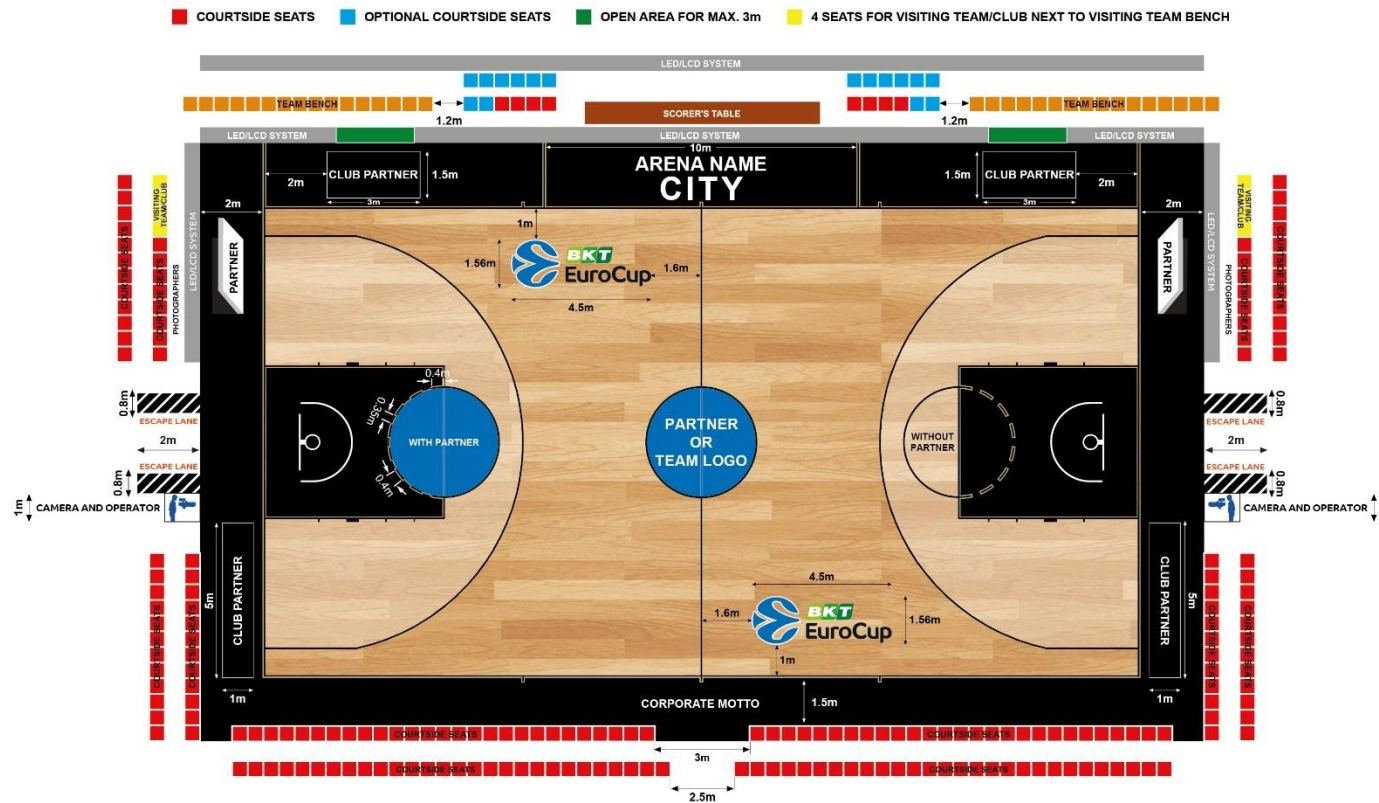 COURTSIDE SEATS
OPTIONAL COURTSIDE SEATS
OPEN AREA FOR MAX. 3m
4 SEATS FOR VISITING TEAM/CLUB NEXT TO VISITING TEAM BENCH
LED/LCD SYSTEM
TEAM BENCH
1.2m
SCORER'S TABLE
1.2m
TEAM BENCH
LED/LCD SYSTEM
LED/LCD SYSTEM
LED/LCD SYSTEM
10m
ARENA NAME
CITY
CLUB PARTNER
1.5m
2m
3m
1.5m
CLUB PARTNER
2m
3m
2m
2m
COURTSIDE SEATS
VISITING
TEAM/CLUB
COURTSIDE SEATS
PHOTOGRAPHERS
LED/LCD SYSTEM
PARTNER
1m
1.56m
BKT
EuroCup
1.6m
4.5m
PARTNER
LED/LCD SYSTEM
PHOTOGRAPHERS
VISITING
TEAM/CLUB
COURTSIDE SEATS
COURTSIDE SEATS
0.4m
0.35m
0.4m
WITH PARTNER
PARTNER
OR
TEAM LOGO
WITHOUT
PARTNER
0.8m
ESCAPE LANE
2m
ESCAPE LANE
0.8m
1m
CAMERA AND OPERATOR
0.8m
ESCAPE LANE
2m
ESCAPE LANE
0.8m
CAMERA AND OPERATOR
COURTSIDE SEATS
COURTSIDE SEATS
5m
CLUB PARTNER
1m
4.5m
1.6m
BKT
EuroCup
1.56m
1m
CLUB PARTNER
5m
1m
COURTSIDE SEATS
COURTSIDE SEATS
CORPORATE MOTTO
1.5m
COURTSIDE SEATS
COURTSIDE SEATS
3m
COURTSIDE SEATS
COURTSIDE SEATS
2.5m